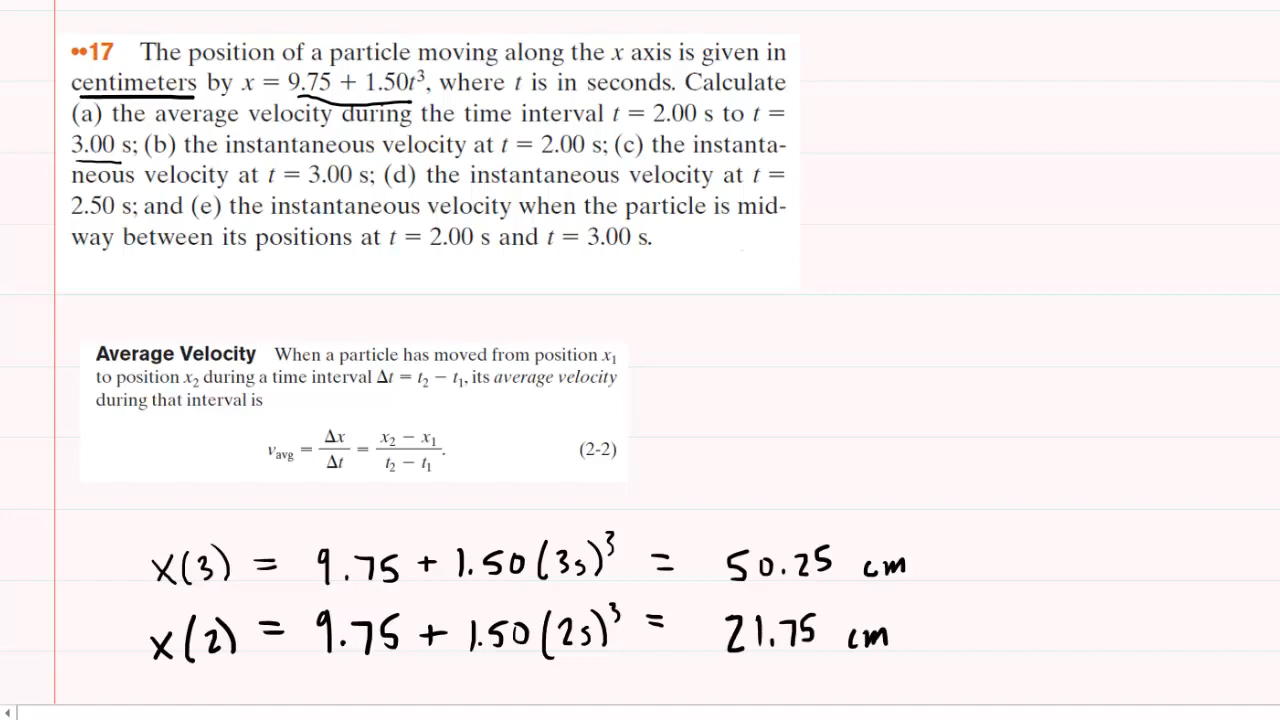 ••17 The position of a particle moving along the x axis is given in
centimeters by x = 9.75 + 1.50t³, where t is in seconds. Calculate
(a) the average velocity during the time interval t = 2.00 s to t =
3.00 s; (b) the instantaneous velocity at t = 2.00 s; (c) the instanta-
neous velocity at t = 3.00 s; (d) the instantaneous velocity at t =
2.50 s; and (e) the instantaneous velocity when the particle is mid-
way between its positions at t = 2.00 s and t = 3.00 s.
Average Velocity When a particle has moved from position x₁
to position x₂ during a time interval Δt = t₂ − t₁, its average velocity
during that interval is
v_avg = Δx/Δt = (x₂ − x₁)/(t₂ − t₁). (2-2)
x(3) = 9.75 + 1.50(3s)³ = 50.25 cm
x(2) = 9.75 + 1.50(2s)³ = 21.75 cm